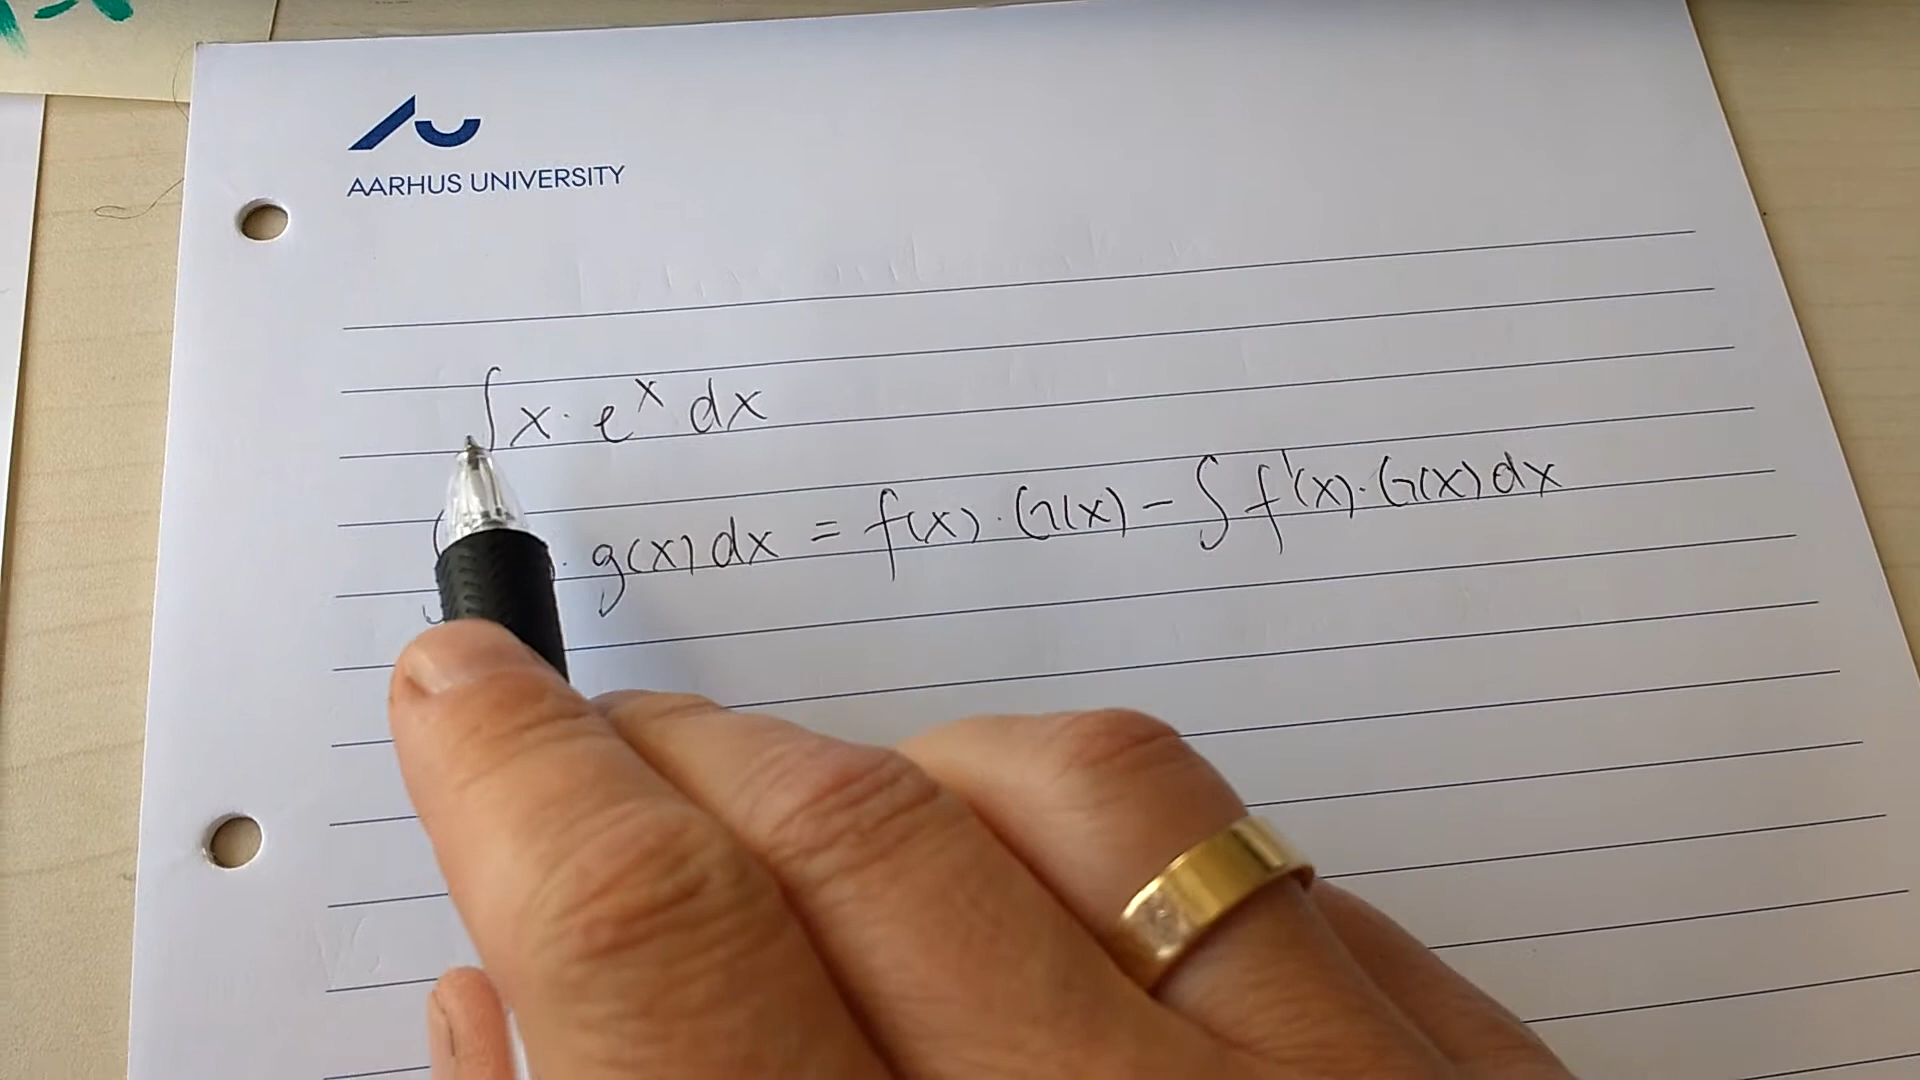 AARHUS UNIVERSITY
∫ x · e^x dx
· g(x) dx = f(x) · G(x) − ∫ f'(x) · G(x) dx